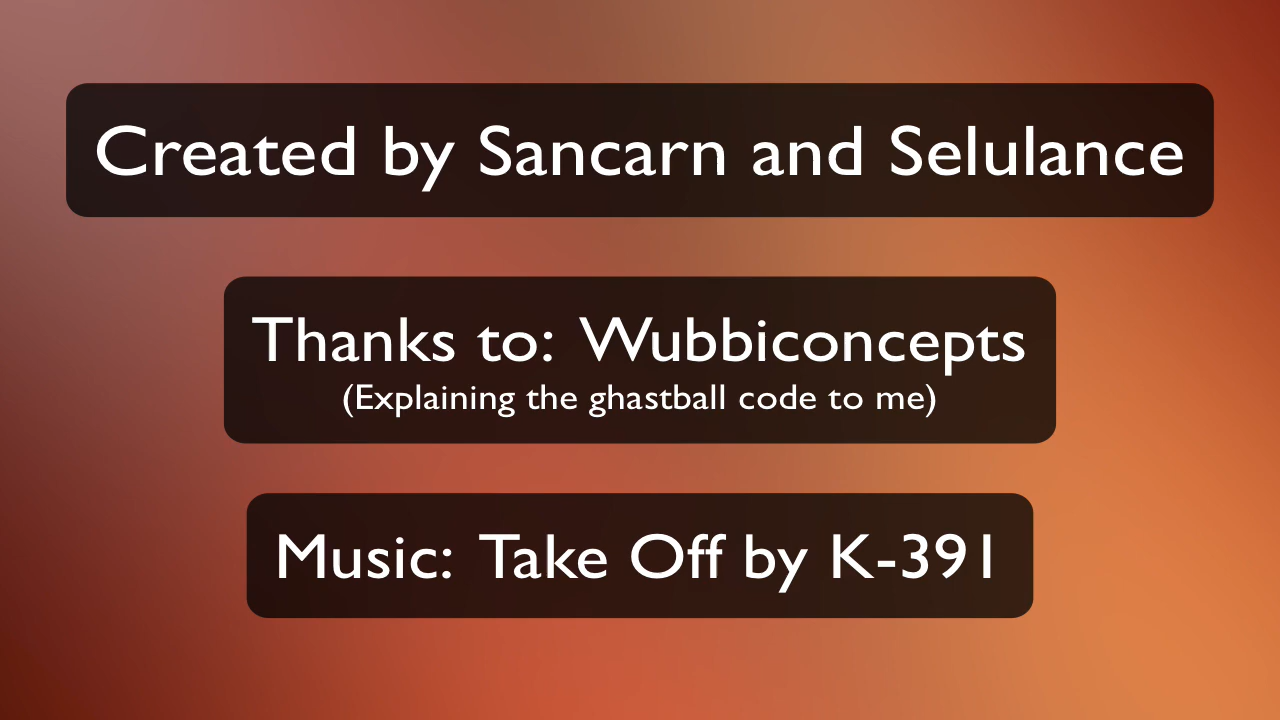 Created by Sancarn and Selulance
Thanks to: Wubbiconcepts
(Explaining the ghastball code to me)
Music: Take Off by K-391